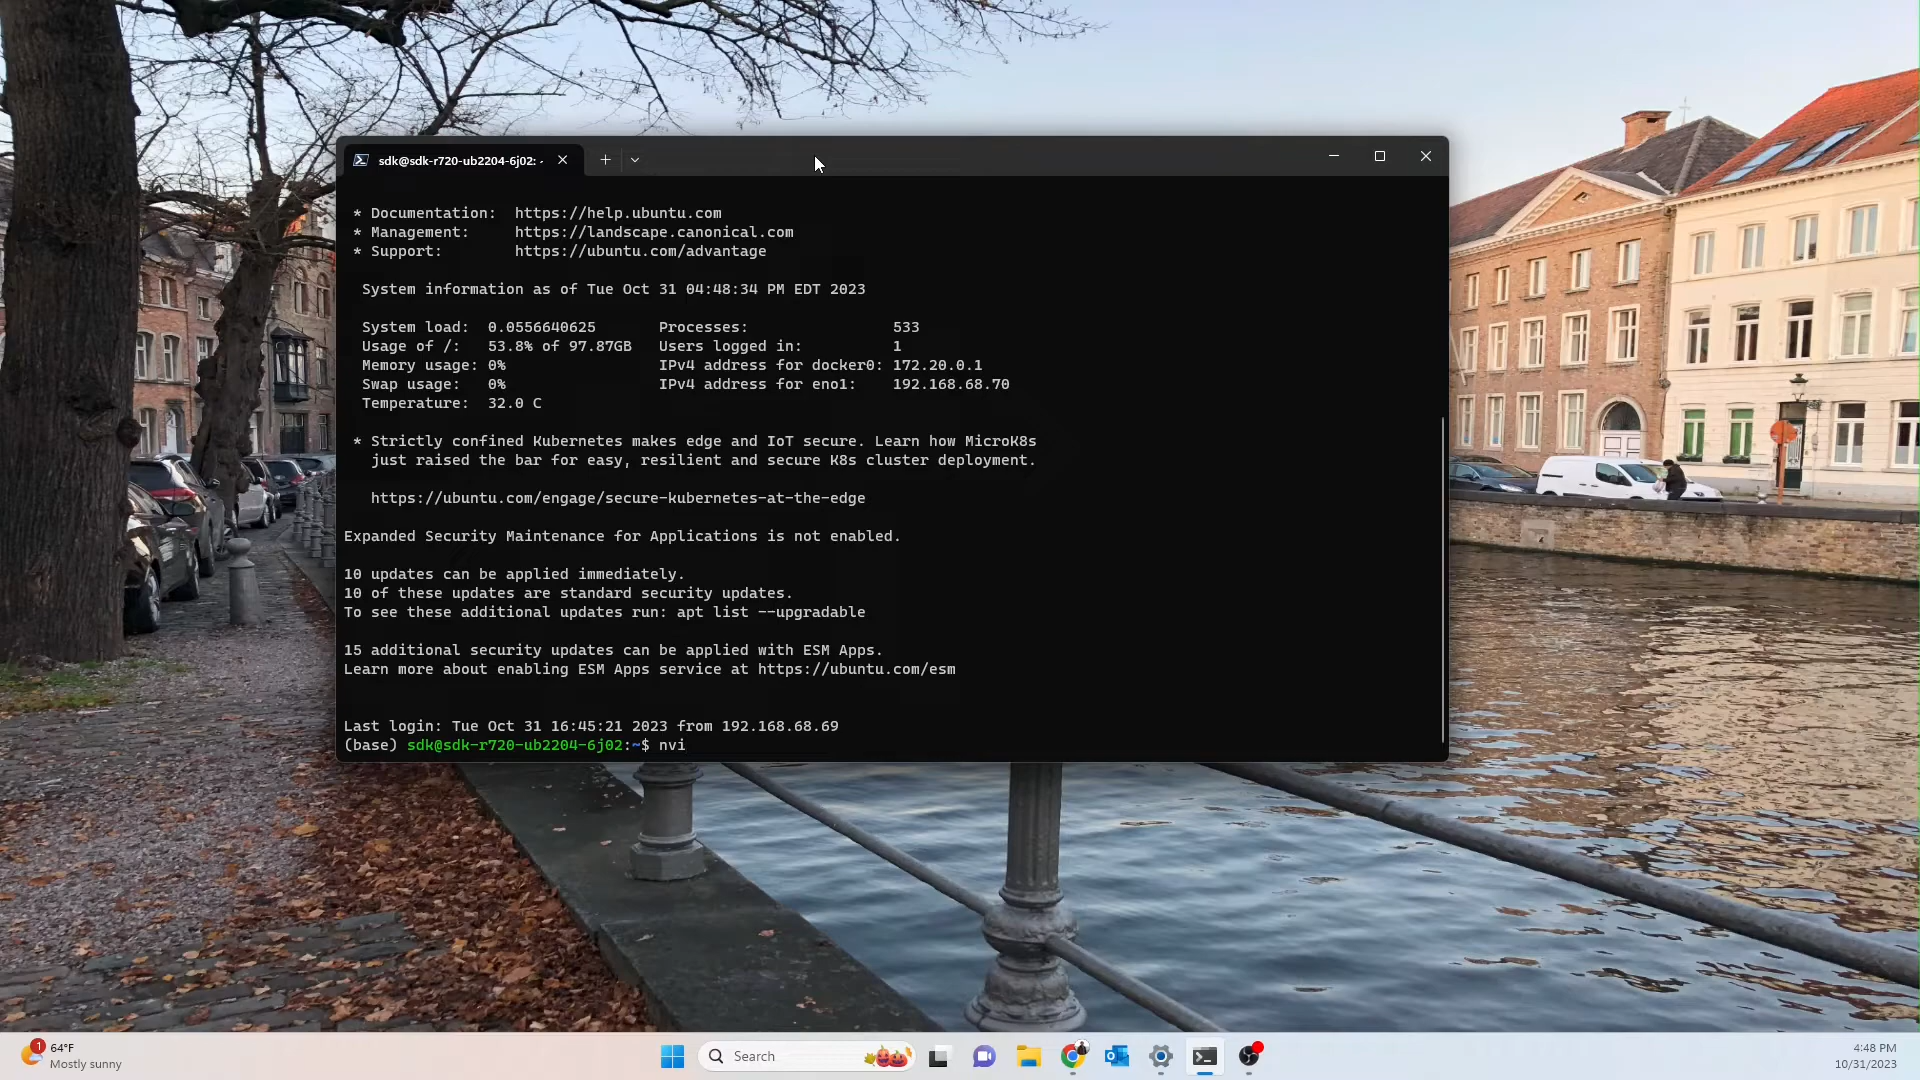 sdk@sdk-r720-ub2204-6j02: ~
* Documentation:  https://help.ubuntu.com
* Management:     https://landscape.canonical.com
* Support:        https://ubuntu.com/advantage
System information as of Tue Oct 31 04:48:34 PM EDT 2023
System load:  0.0556640625       Processes:                533
Usage of /:   53.8% of 97.87GB   Users logged in:          1
Memory usage: 0%                 IPv4 address for docker0: 172.20.0.1
Swap usage:   0%                 IPv4 address for eno1:    192.168.68.70
Temperature:  32.0 C
* Strictly confined Kubernetes makes edge and IoT secure. Learn how MicroK8s
just raised the bar for easy, resilient and secure K8s cluster deployment.
https://ubuntu.com/engage/secure-kubernetes-at-the-edge
Expanded Security Maintenance for Applications is not enabled.
10 updates can be applied immediately.
10 of these updates are standard security updates.
To see these additional updates run: apt list --upgradable
15 additional security updates can be applied with ESM Apps.
Learn more about enabling ESM Apps service at https://ubuntu.com/esm
Last login: Tue Oct 31 16:45:21 2023 from 192.168.68.69
(base) sdk@sdk-r720-ub2204-6j02:~$ nvi
1
64°F
Mostly sunny
Search
4:48 PM
10/31/2023